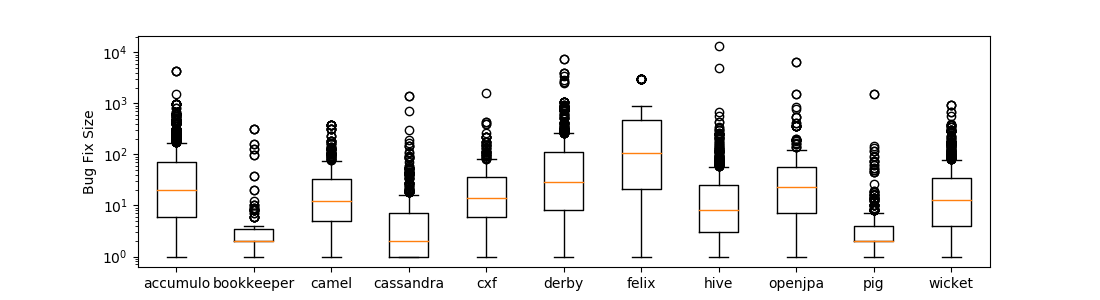 Bug Fix Size
10⁴
10³
10²
10¹
10⁰
accumulo bookkeeper camel cassandra cxf derby felix hive openjpa pig wicket